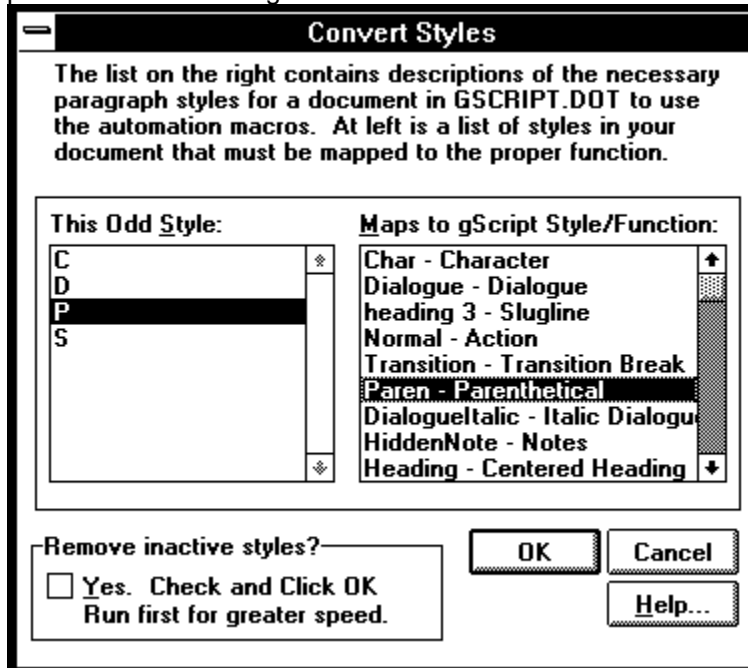 Convert Styles
The list on the right contains descriptions of the necessary
paragraph styles for a document in GSCRIPT.DOT to use
the automation macros.  At left is a list of styles in your
document that must be mapped to the proper function.
This Odd Style:
C
D
P
S
Maps to gScript Style/Function:
Char - Character
Dialogue - Dialogue
heading 3 - Slugline
Normal - Action
Transition - Transition Break
Paren - Parenthetical
DialogueItalic - Italic Dialogu
HiddenNote - Notes
Heading - Centered Heading
Remove inactive styles?
Yes.  Check and Click OK
Run first for greater speed.
OK
Cancel
Help...